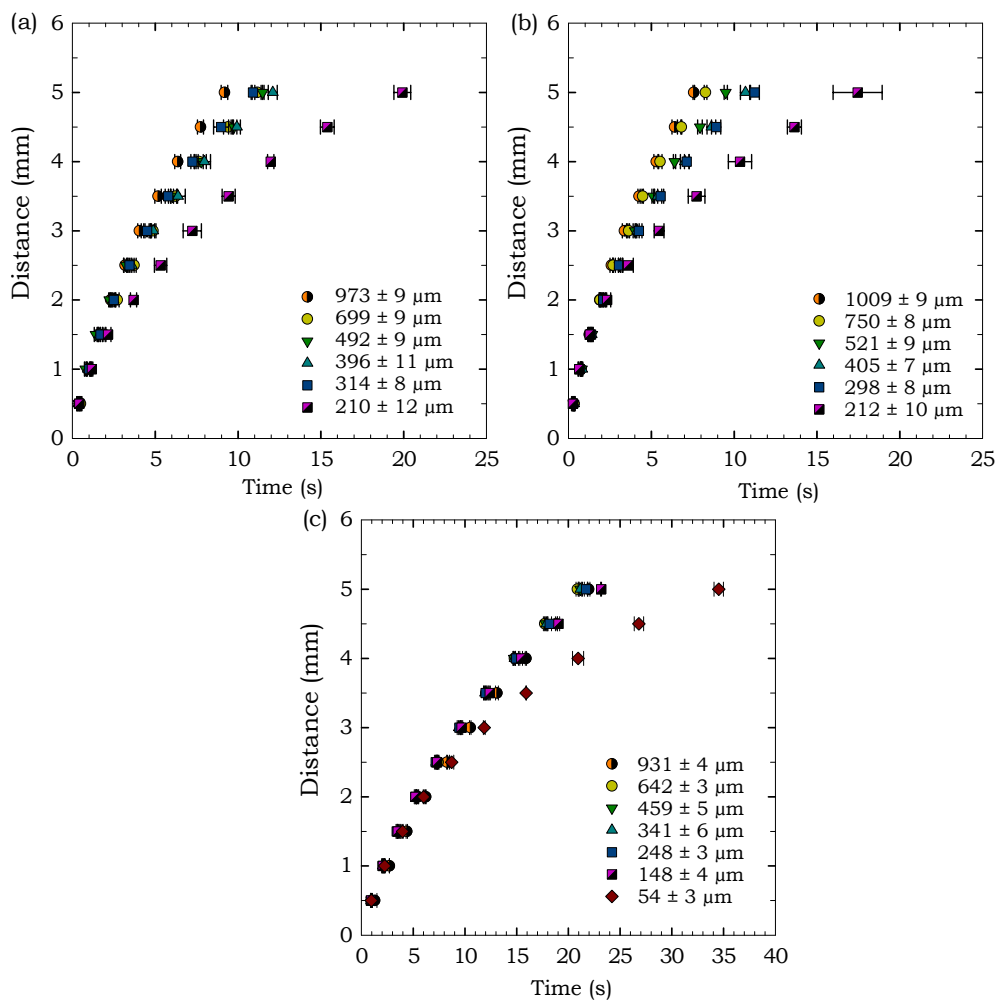 (a)
6
5
4
3
2
1
0
Distance (mm)
0 5 10 15 20 25
Time (s)
973 ± 9 µm
699 ± 9 µm
492 ± 9 µm
396 ± 11 µm
314 ± 8 µm
210 ± 12 µm
(b)
6
5
4
3
2
1
0
Distance (mm)
0 5 10 15 20 25
Time (s)
1009 ± 9 µm
750 ± 8 µm
521 ± 9 µm
405 ± 7 µm
298 ± 8 µm
212 ± 10 µm
(c)
6
5
4
3
2
1
0
Distance (mm)
0 5 10 15 20 25 30 35 40
Time (s)
931 ± 4 µm
642 ± 3 µm
459 ± 5 µm
341 ± 6 µm
248 ± 3 µm
148 ± 4 µm
54 ± 3 µm